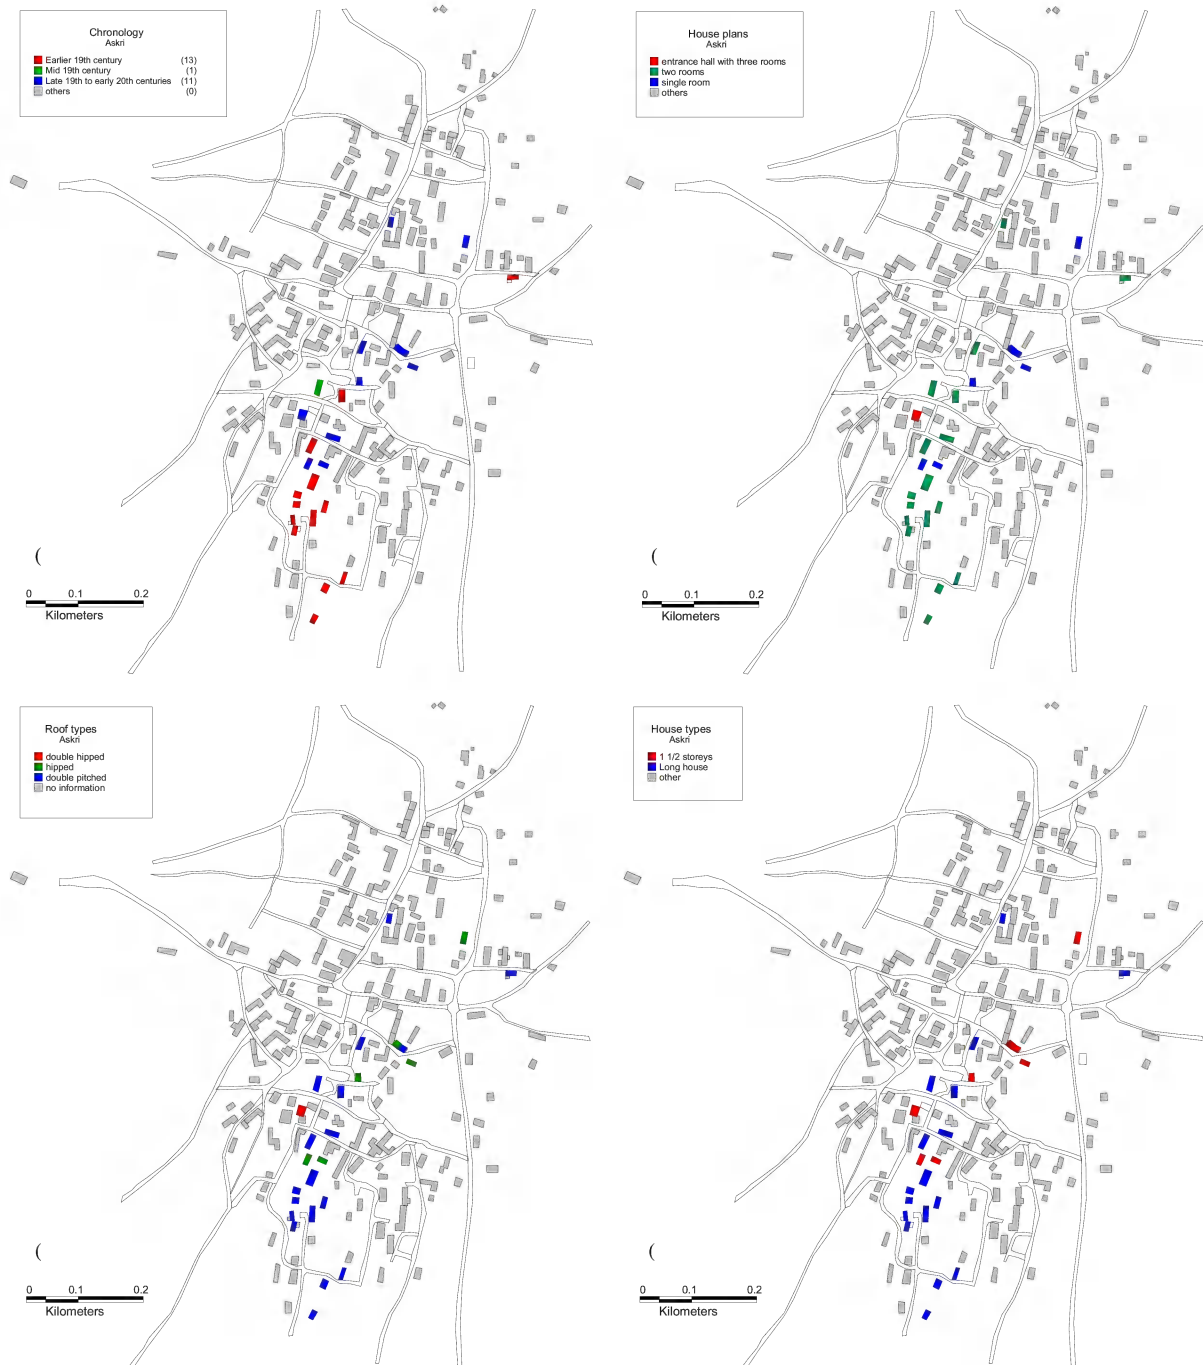 Chronology
Askri
Earlier 19th century (13)
Mid 19th century (1)
Late 19th to early 20th centuries (11)
others (0)
(
0 0.1 0.2
Kilometers
House plans
Askri
entrance hall with three rooms
two rooms
single room
others
(
0 0.1 0.2
Kilometers
Roof types
Askri
double hipped
hipped
double pitched
no information
(
0 0.1 0.2
Kilometers
House types
Askri
1 1/2 storeys
Long house
other
(
0 0.1 0.2
Kilometers